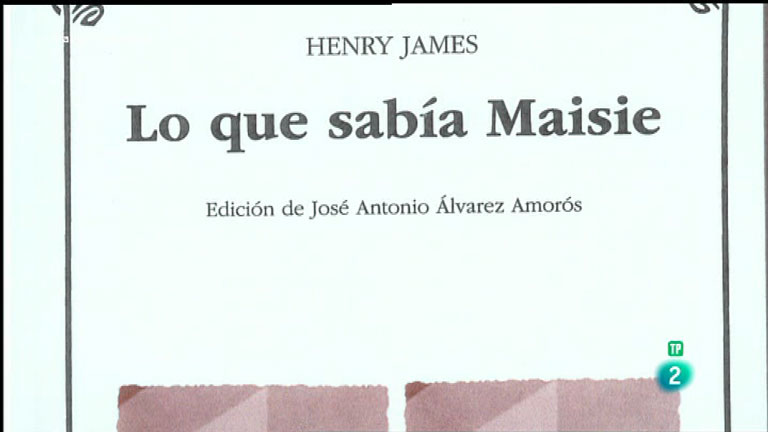 HENRY JAMES
Lo que sabía Maisie
Edición de José Antonio Álvarez Amorós
TP
2